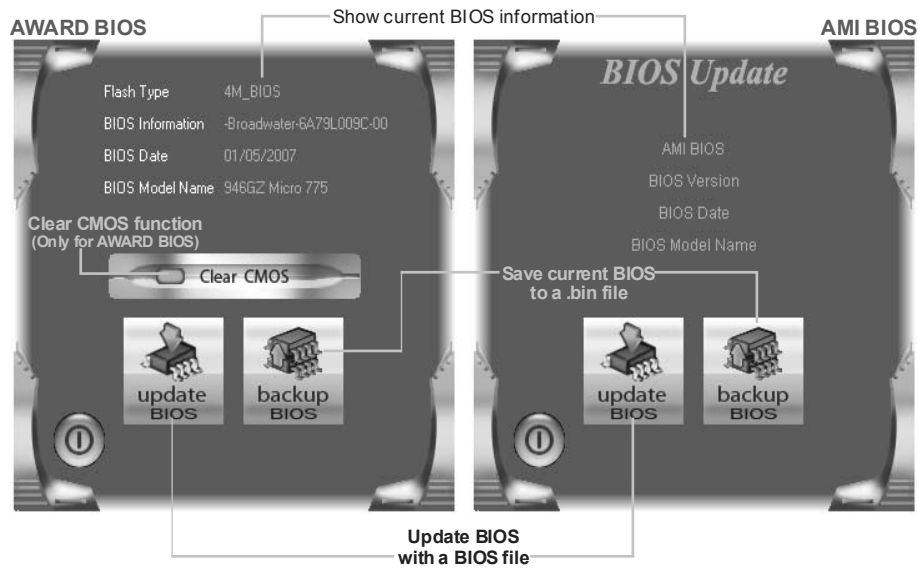 Show current BIOS information
AWARD BIOS
AMI BIOS
Flash Type 4M_BIOS
BIOS Information -Broadwater-6A79L009C-00
BIOS Date 01/05/2007
BIOS Model Name 946GZ Micro 775
Clear CMOS function
(Only for AWARD BIOS)
Clear CMOS
update
BIOS
backup
BIOS
BIOS Update
AMI BIOS
BIOS Version
BIOS Date
BIOS Model Name
Save current BIOS
to a .bin file
update
BIOS
backup
BIOS
Update BIOS
with a BIOS file